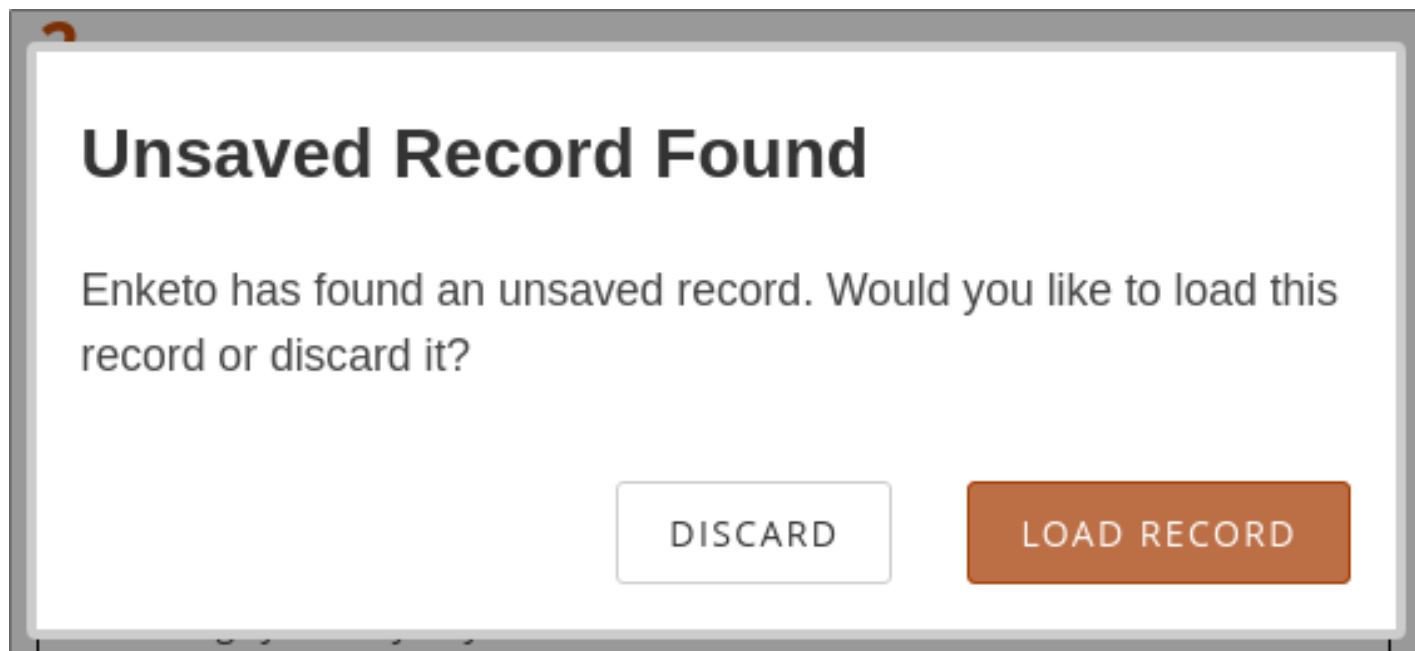 Unsaved Record Found
Enketo has found an unsaved record. Would you like to load this
record or discard it?
DISCARD
LOAD RECORD